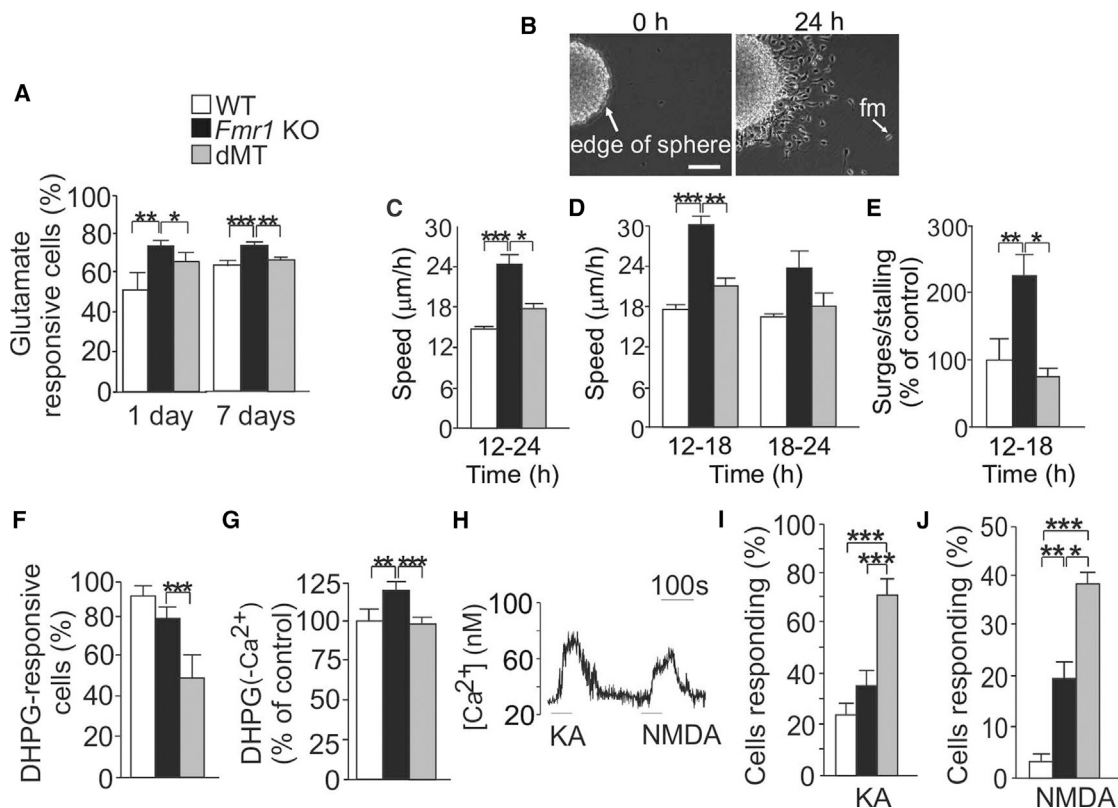 A
WT
Fmr1 KO
dMT
Glutamate
responsive cells (%)
100
80
60
40
20
0
** *
*** **
1 day 7 days
B
0 h 24 h
edge of sphere
fm
C
Speed (µm/h)
30
24
18
12
6
0
*** *
12-24
Time (h)
D
Speed (µm/h)
30
24
18
12
6
0
*** **
12-18 18-24
Time (h)
E
Surges/stalling
(% of control)
300
200
100
0
** *
12-18
Time (h)
F
DHPG-responsive
cells (%)
100
80
60
40
20
0
***
G
DHPG(-Ca2+)
(% of control)
125
100
75
50
25
0
** ***
H
[Ca2+] (nM)
100
60
20
100s
KA NMDA
I
Cells responding (%)
100
80
60
40
20
0
***
***
KA
J
Cells responding (%)
50
40
30
20
10
0
***
** *
NMDA